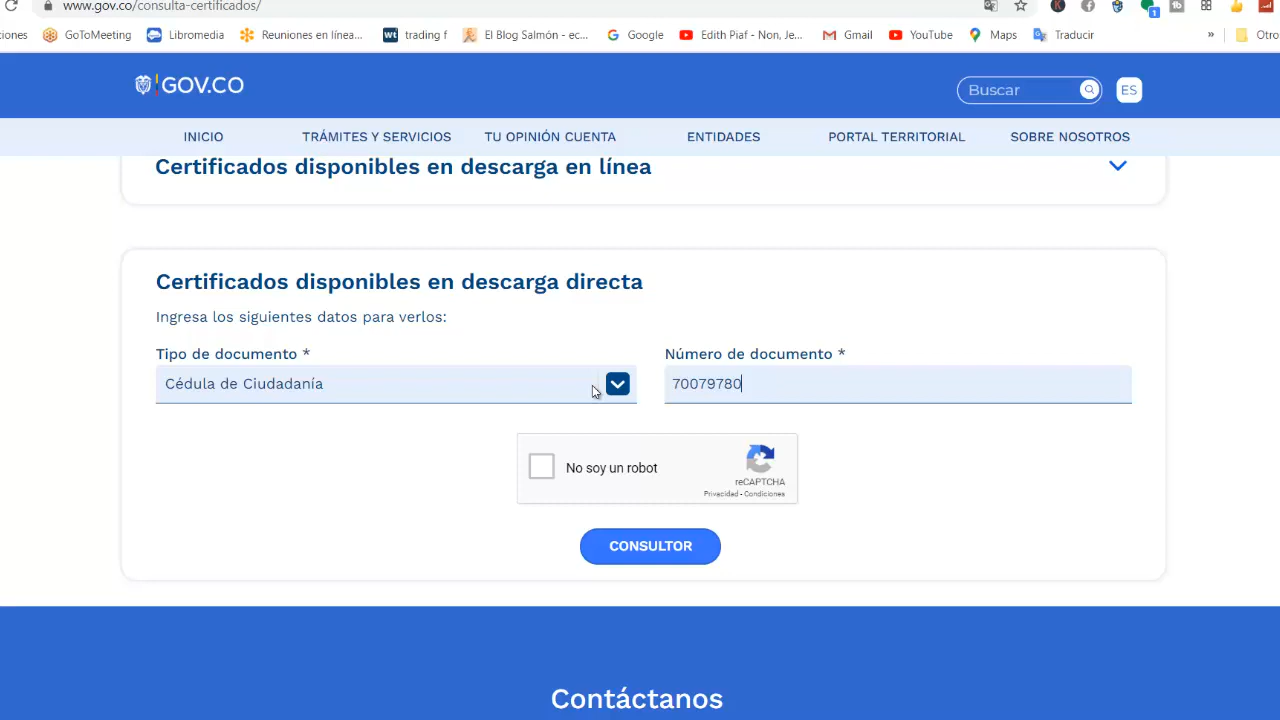 www.gov.co/consulta-certificados/
iones GoToMeeting Libromedia Reuniones en línea... wt trading f El Blog Salmón - ec... Google Edith Piaf - Non, Je... Gmail YouTube Maps Traducir » Otro
GOV.CO Buscar ES
INICIO TRÁMITES Y SERVICIOS TU OPINIÓN CUENTA ENTIDADES PORTAL TERRITORIAL SOBRE NOSOTROS
Certificados disponibles en descarga en línea
Certificados disponibles en descarga directa
Ingresa los siguientes datos para verlos:
Tipo de documento * Número de documento *
Cédula de Ciudadanía 70079780
No soy un robot
reCAPTCHA
Privacidad - Condiciones
CONSULTOR
Contáctanos